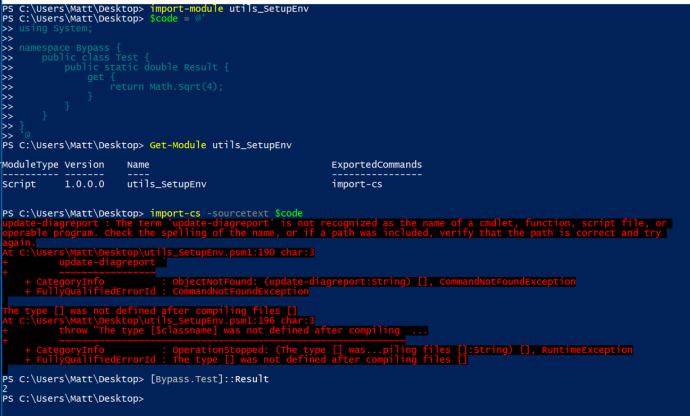 PS C:\Users\Matt\Desktop> import-module utils_SetupEnv
PS C:\Users\Matt\Desktop> $code = @'
>> using System;
>>
>> namespace Bypass {
>>     public class Test {
>>         public static double Result {
>>             get {
>>                 return Math.Sqrt(4);
>>             }
>>         }
>>     }
>> }
>> '@
PS C:\Users\Matt\Desktop> Get-Module utils_SetupEnv
ModuleType Version    Name                                ExportedCommands
---------- -------    ----                                ----------------
Script     1.0.0.0    utils_SetupEnv                      import-cs
PS C:\Users\Matt\Desktop> import-cs -sourcetext $code
update-diagreport : The term 'update-diagreport' is not recognized as the name of a cmdlet, function, script file, or
operable program. Check the spelling of the name, or if a path was included, verify that the path is correct and try
again.
At C:\Users\Matt\Desktop\utils_SetupEnv.psm1:190 char:3
+         update-diagreport
+         ~~~~~~~~~~~~~~~~~
    + CategoryInfo          : ObjectNotFound: (update-diagreport:String) [], CommandNotFoundException
    + FullyQualifiedErrorId : CommandNotFoundException
The type [] was not defined after compiling files []
At C:\Users\Matt\Desktop\utils_SetupEnv.psm1:196 char:3
+         throw "The type [$classname] was not defined after compiling  ...
+         ~~~~~~~~~~~~~~~~~~~~~~~~~~~~~~~~~~~~~~~~~~~~~~~~~~~~~~~~~~~~~
    + CategoryInfo          : OperationStopped: (The type [] was...piling files []:String) [], RuntimeException
    + FullyQualifiedErrorId : The type [] was not defined after compiling files []
PS C:\Users\Matt\Desktop> [Bypass.Test]::Result
2
PS C:\Users\Matt\Desktop>